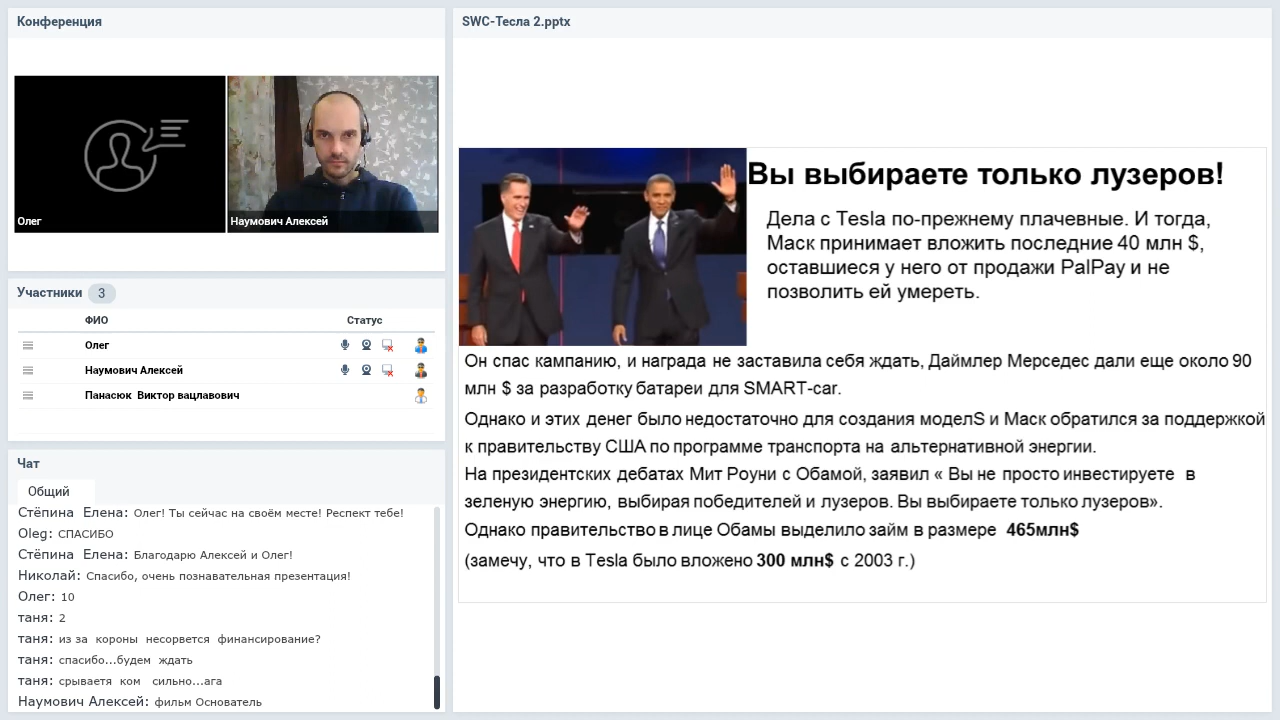 Конференция
Олег
Наумович Алексей
Участники 3
ФИО Статус
Олег
Наумович Алексей
Панасюк Виктор вацлавович
Чат
Общий
Стёпина Елена: Олег! Ты сейчас на своём месте! Респект тебе!
Oleg: СПАСИБО
Стёпина Елена: Благодарю Алексей и Олег!
Николай: Спасибо, очень познавательная презентация!
Олег: 10
таня: 2
таня: из за короны несорвется финансирование?
таня: спасибо...будем ждать
таня: срываетя ком сильно...ага
Наумович Алексей: фильм Основатель
SWC-Тесла 2.pptx
Вы выбираете только лузеров!
Дела с Tesla по-прежнему плачевные. И тогда,
Маск принимает вложить последние 40 млн $,
оставшиеся у него от продажи PalPay и не
позволить ей умереть.
Он спас кампанию, и награда не заставила себя ждать, Даймлер Мерседес дали еще около 90
млн $ за разработку батареи для SMART-car.
Однако и этих денег было недостаточно для создания моделS и Маск обратился за поддержкой
к правительству США по программе транспорта на альтернативной энергии.
На президентских дебатах Мит Роуни с Обамой, заявил « Вы не просто инвестируете в
зеленую энергию, выбирая победителей и лузеров. Вы выбираете только лузеров».
Однако правительство в лице Обамы выделило займ в размере 465млн$
(замечу, что в Tesla было вложено 300 млн$ с 2003 г.)